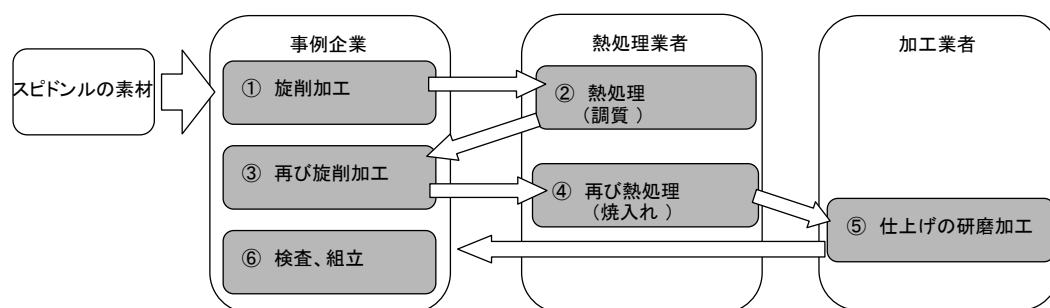 スピドンルの素材
事例企業
① 旋削加工
③ 再び旋削加工
⑥ 検査、組立
熱処理業者
② 熱処理
（調質 ）
④ 再び熱処理
（焼入れ ）
加工業者
⑤ 仕上げの研磨加工